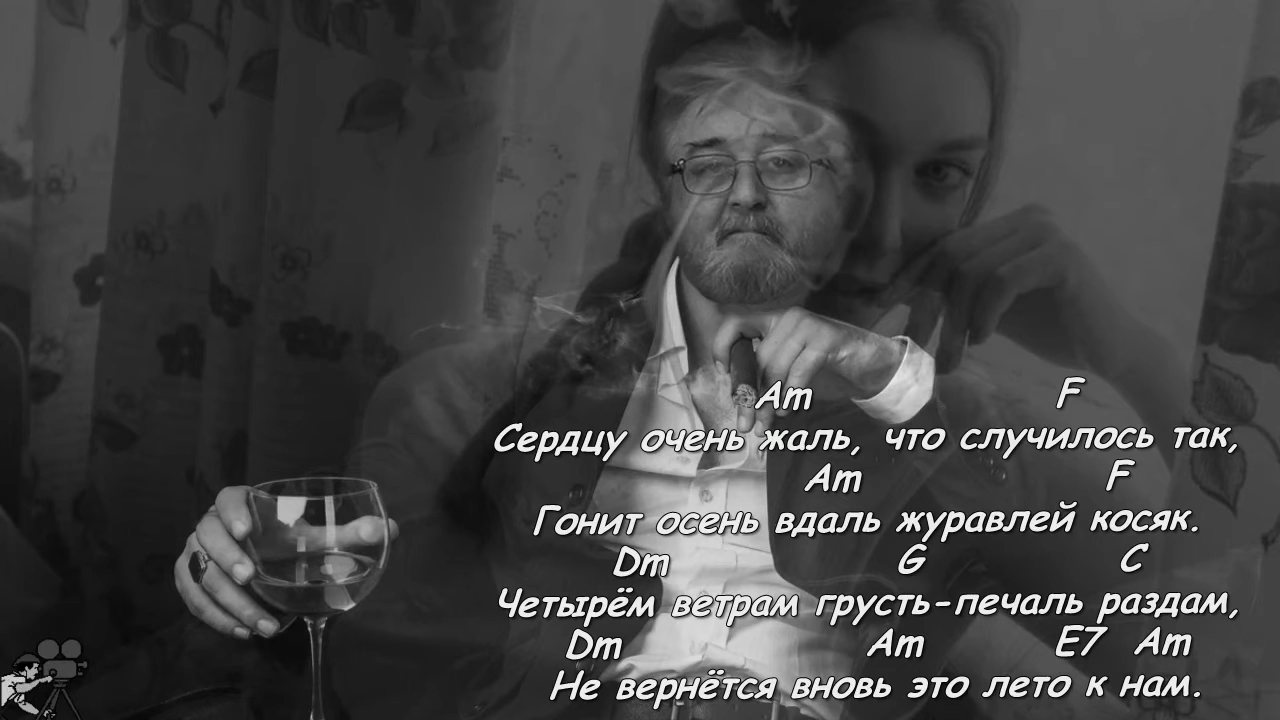 Am F
Сердцу очень жаль, что случилось так,
Am F
Гонит осень вдаль журавлей косяк.
Dm G C
Четырём ветрам грусть-печаль раздам,
Dm Am E7 Am
Не вернётся вновь это лето к нам.